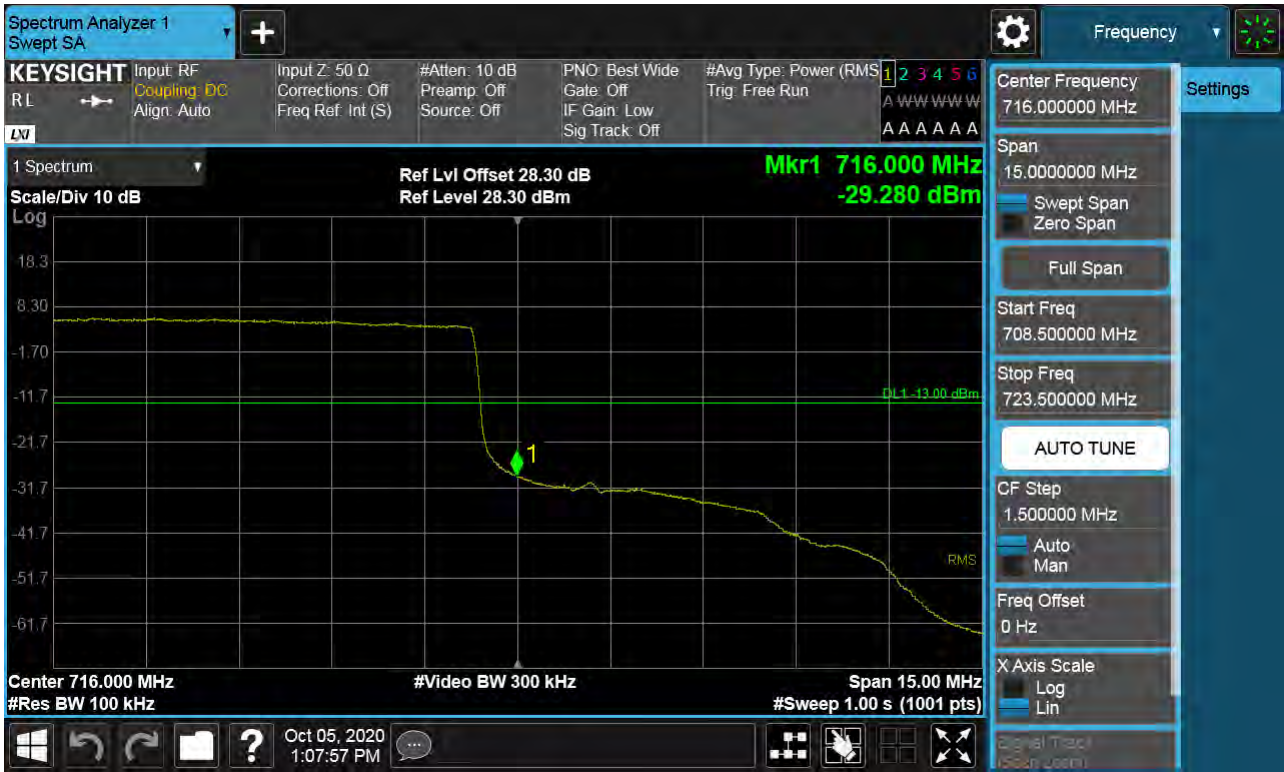 Spectrum Analyzer 1
Swept SA
+
Frequency
KEYSIGHT
RL
LXI
Input: RF
Coupling: DC
Align: Auto
Input Z: 50 Ω
Corrections: Off
Freq Ref: Int (S)
#Atten: 10 dB
Preamp: Off
Source: Off
PNO: Best Wide
Gate: Off
IF Gain: Low
Sig Track: Off
#Avg Type: Power (RMS
Trig: Free Run
1 2 3 4 5 6
A W W W W W
A A A A A A
1 Spectrum
Scale/Div 10 dB
Ref Lvl Offset 28.30 dB
Ref Level 28.30 dBm
Mkr1 716.000 MHz
-29.280 dBm
Log
18.3
8.30
-1.70
-11.7
-21.7
-31.7
-41.7
-51.7
-61.7
DL1 -13.00 dBm
1
RMS
Center 716.000 MHz
#Video BW 300 kHz
Span 15.00 MHz
#Res BW 100 kHz
#Sweep 1.00 s (1001 pts)
Center Frequency
716.000000 MHz
Span
15.0000000 MHz
Swept Span
Zero Span
Full Span
Start Freq
708.500000 MHz
Stop Freq
723.500000 MHz
AUTO TUNE
CF Step
1.500000 MHz
Auto
Man
Freq Offset
0 Hz
X Axis Scale
Log
Lin
Signal Track
(Span Zoom)
Settings
?
Oct 05, 2020
1:07:57 PM